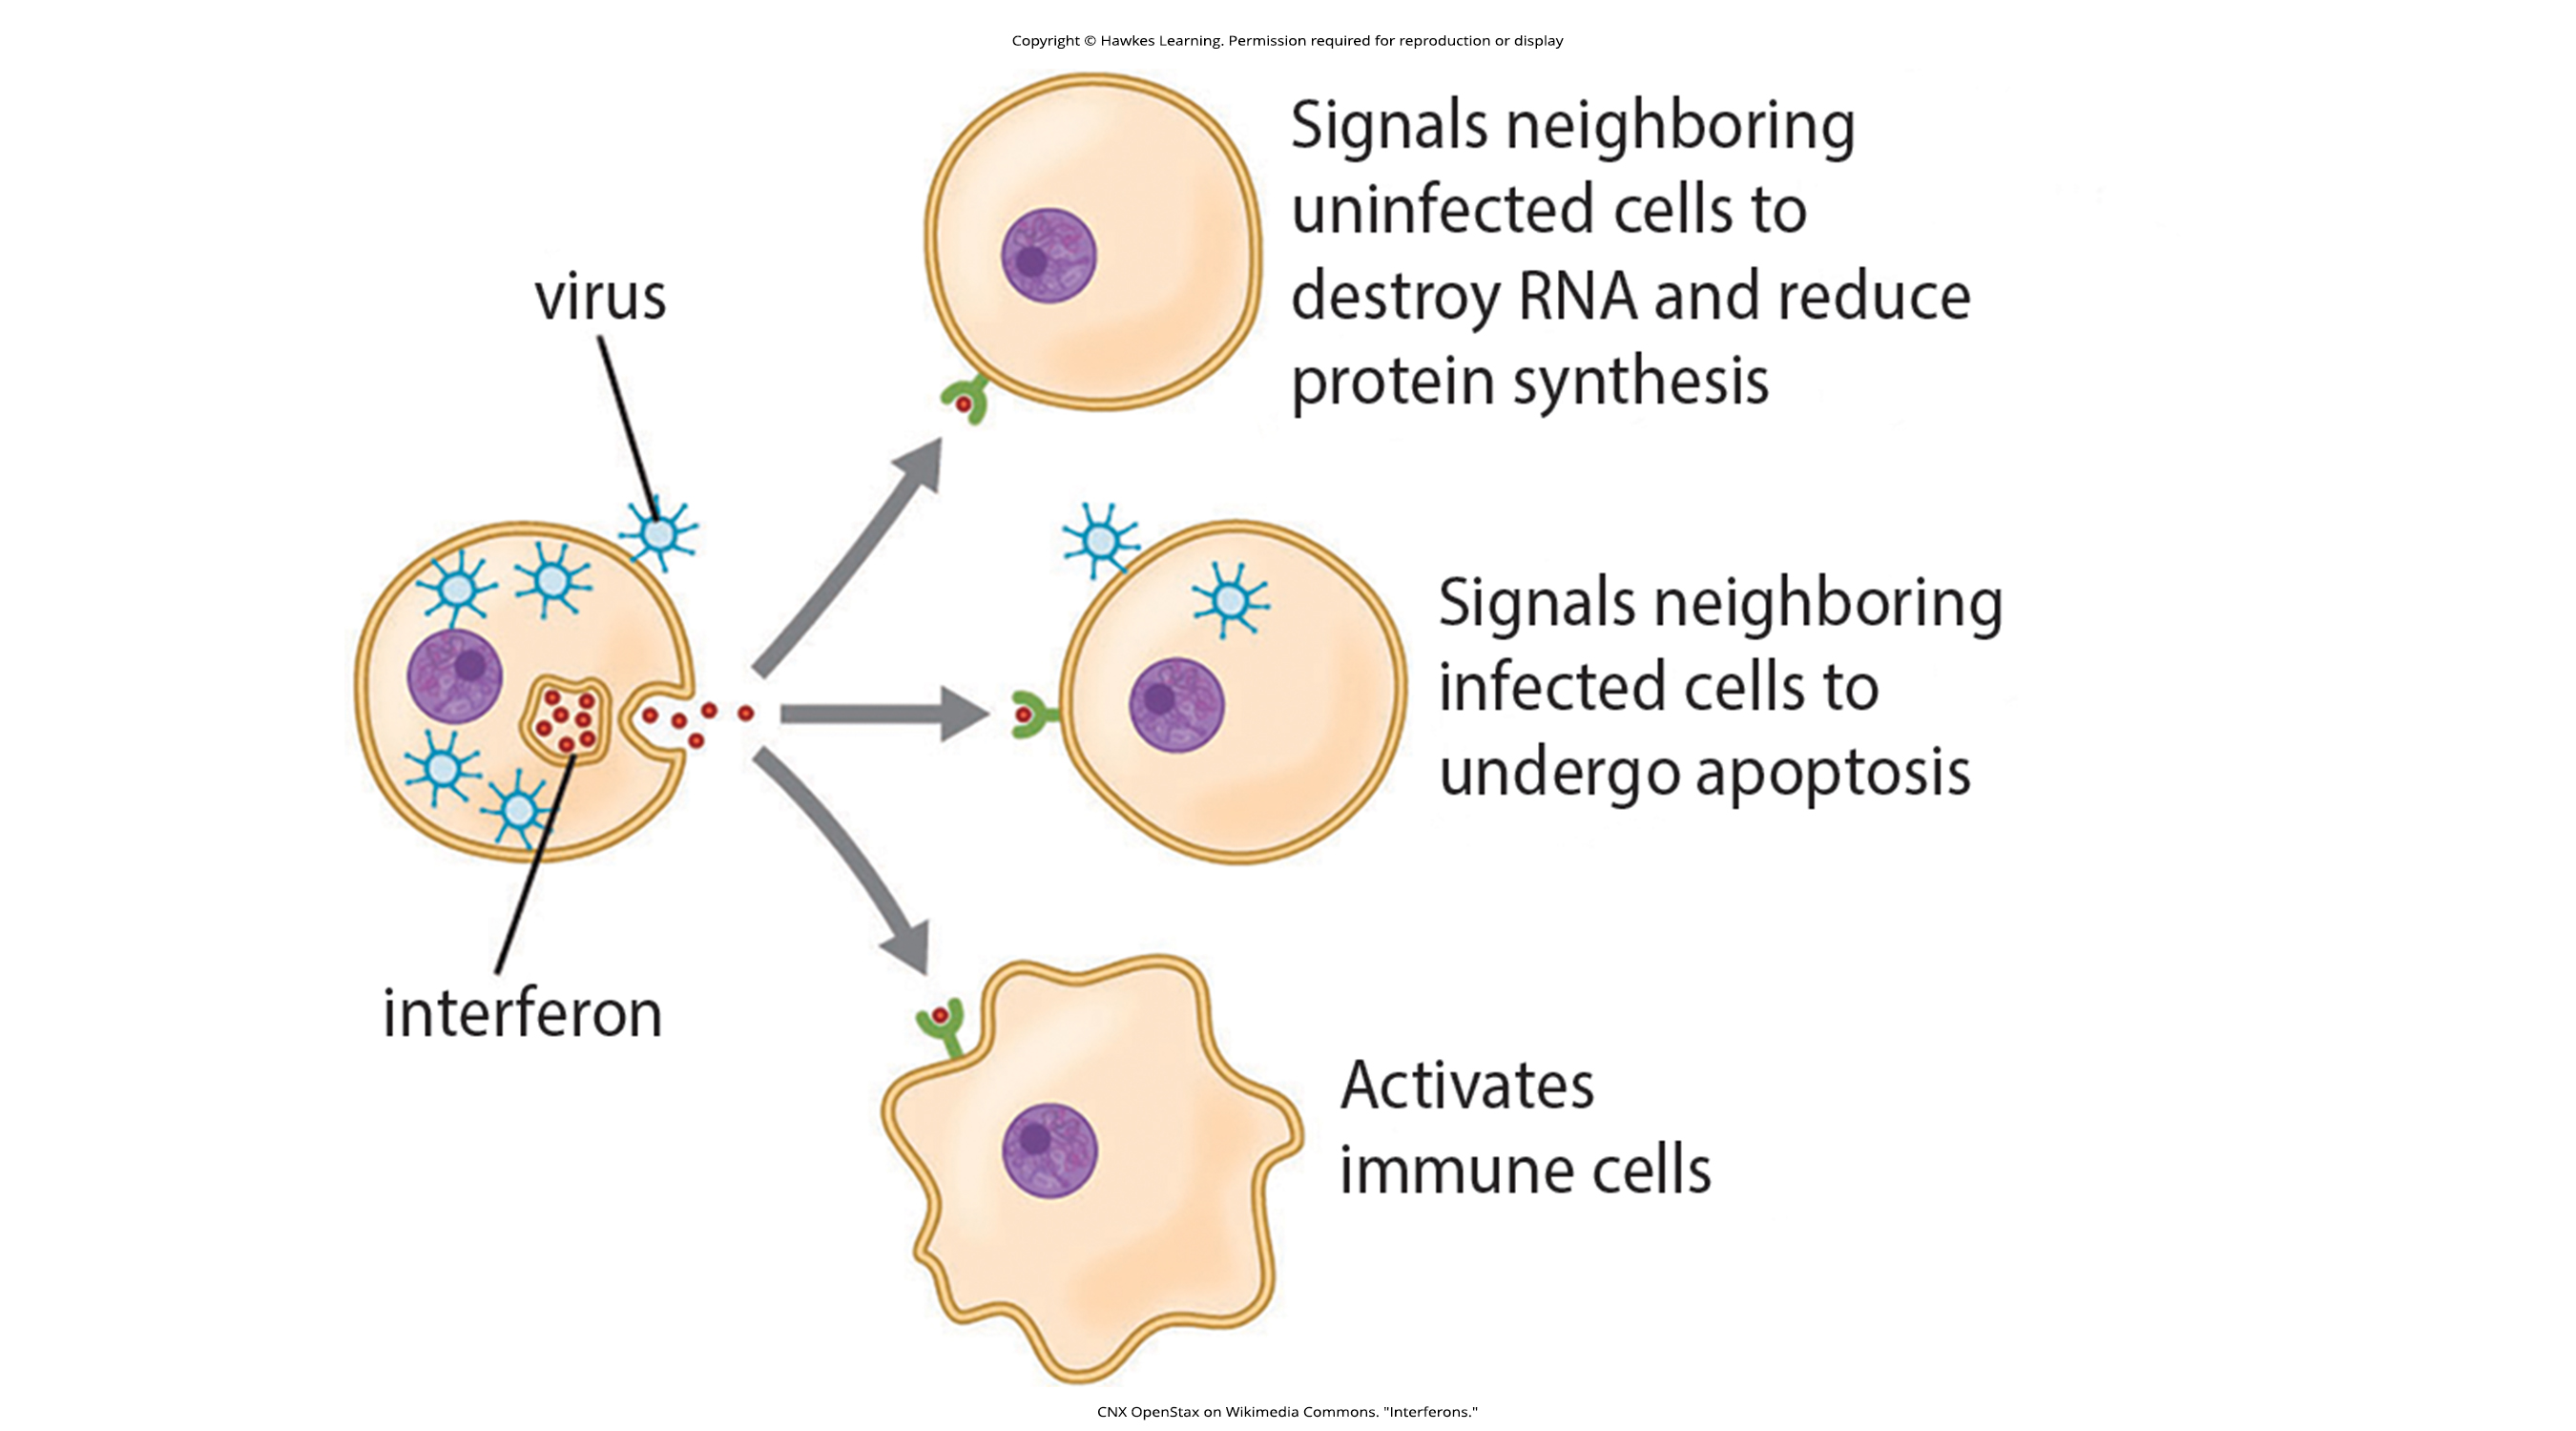 Copyright © Hawkes Learning. Permission required for reproduction or display
Signals neighboring
uninfected cells to
destroy RNA and reduce
protein synthesis
virus
Signals neighboring
infected cells to
undergo apoptosis
interferon
Activates
immune cells
CNX OpenStax on Wikimedia Commons. "Interferons."